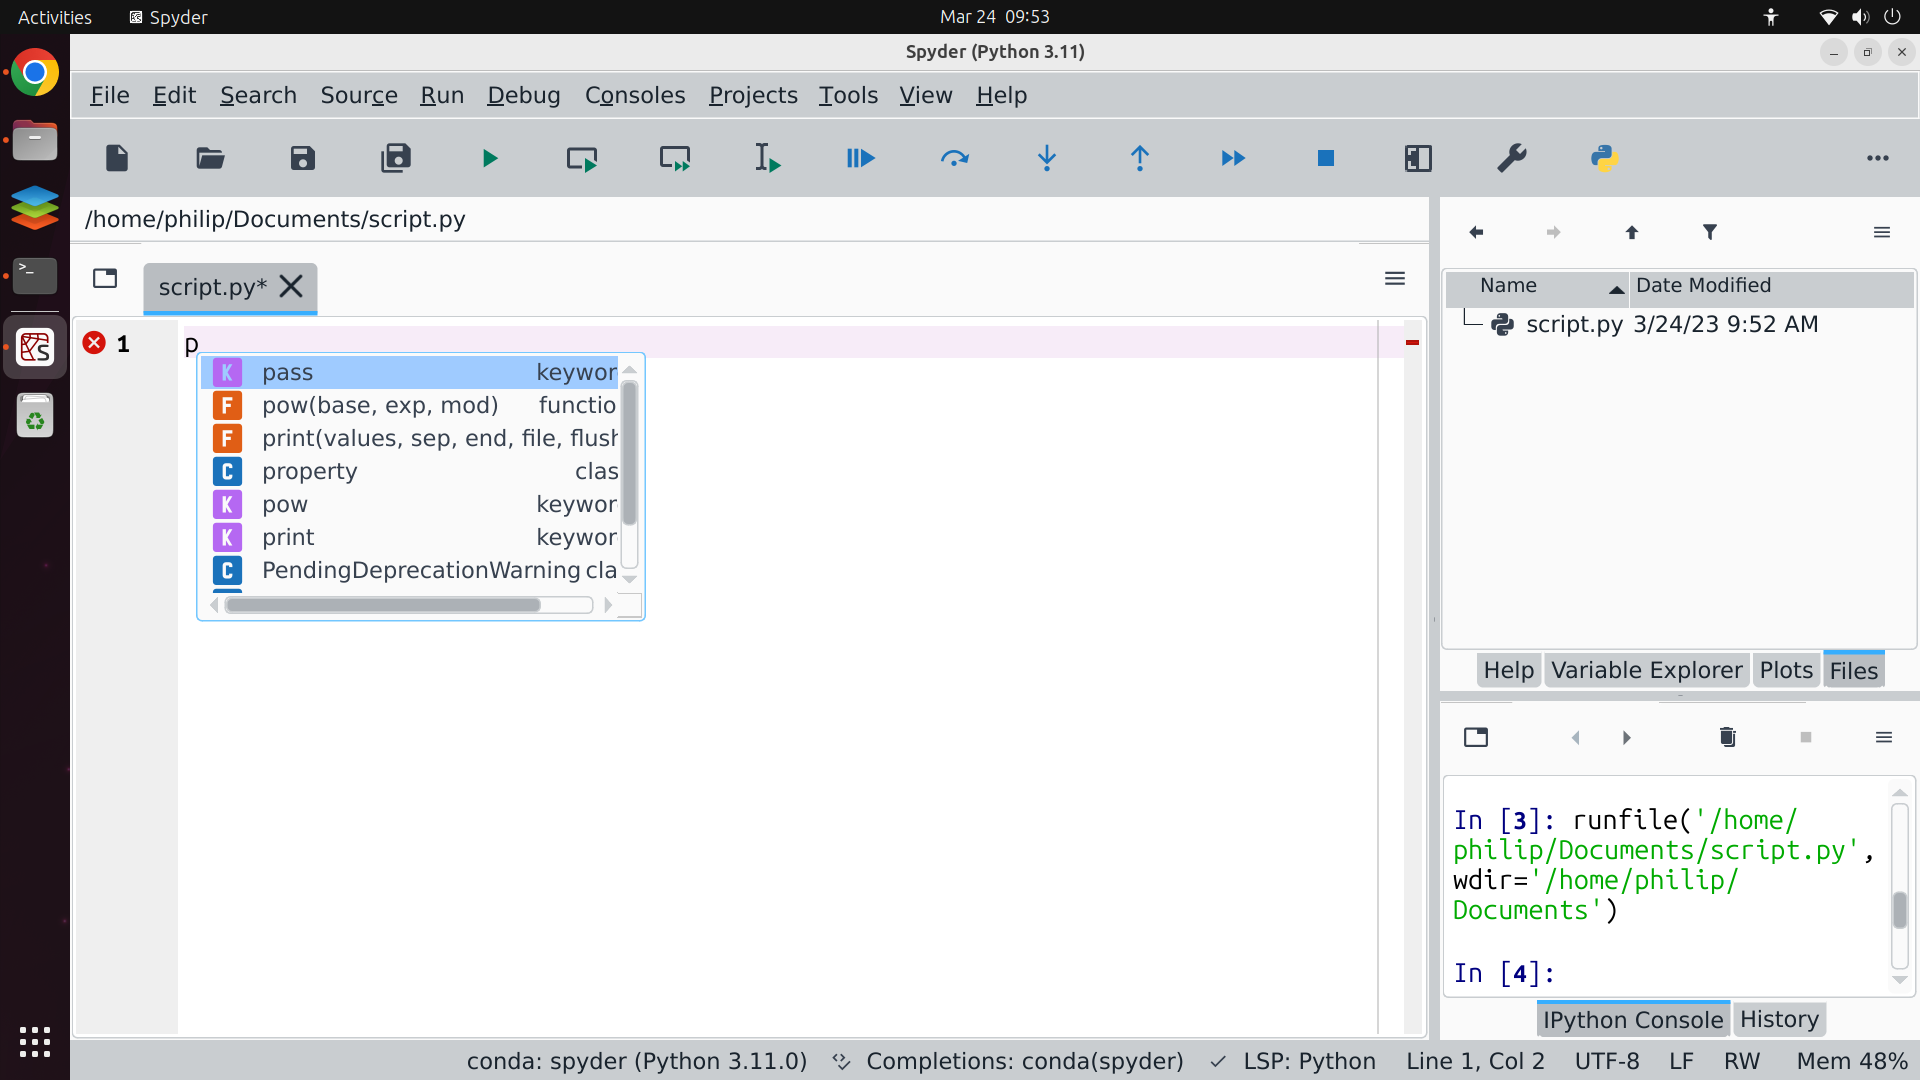 Activities
Spyder
Mar 24 09:53
Spyder (Python 3.11)
File Edit Search Source Run Debug Consoles Projects Tools View Help
/home/philip/Documents/script.py
script.py*
1
p
K pass keywor
F pow(base, exp, mod) functio
F print(values, sep, end, file, flush
C property clas
K pow keywor
K print keywor
C PendingDeprecationWarning cla
Name Date Modified
script.py 3/24/23 9:52 AM
Help Variable Explorer Plots Files
In [3]: runfile('/home/
philip/Documents/script.py',
wdir='/home/philip/
Documents')
In [4]:
IPython Console History
conda: spyder (Python 3.11.0) Completions: conda(spyder) LSP: Python Line 1, Col 2 UTF-8 LF RW Mem 48%